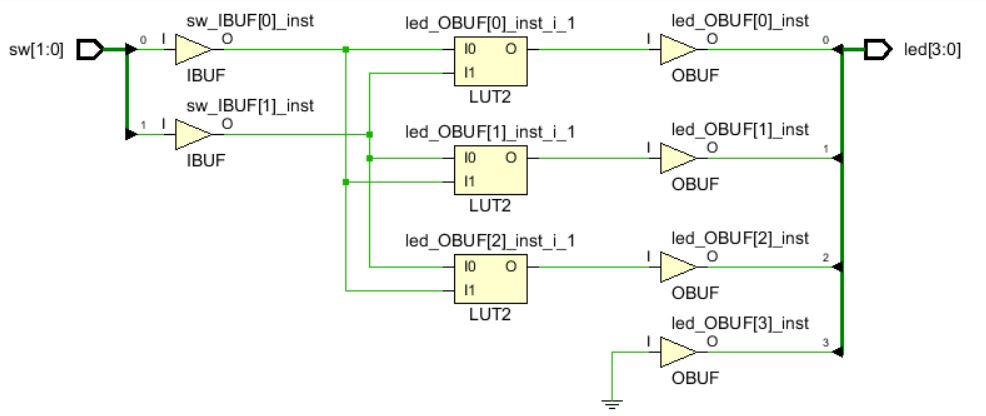 sw_IBUF[0]_inst
led_OBUF[0]_inst_i_1
led_OBUF[0]_inst
sw[1:0]
0
I
O
I0
O
I
O
0
led[3:0]
IBUF
I1
OBUF
LUT2
sw_IBUF[1]_inst
1
I
O
led_OBUF[1]_inst_i_1
led_OBUF[1]_inst
IBUF
I0
O
I
O
1
I1
OBUF
LUT2
led_OBUF[2]_inst_i_1
led_OBUF[2]_inst
I0
O
I
O
2
I1
OBUF
LUT2
led_OBUF[3]_inst
I
O
3
OBUF